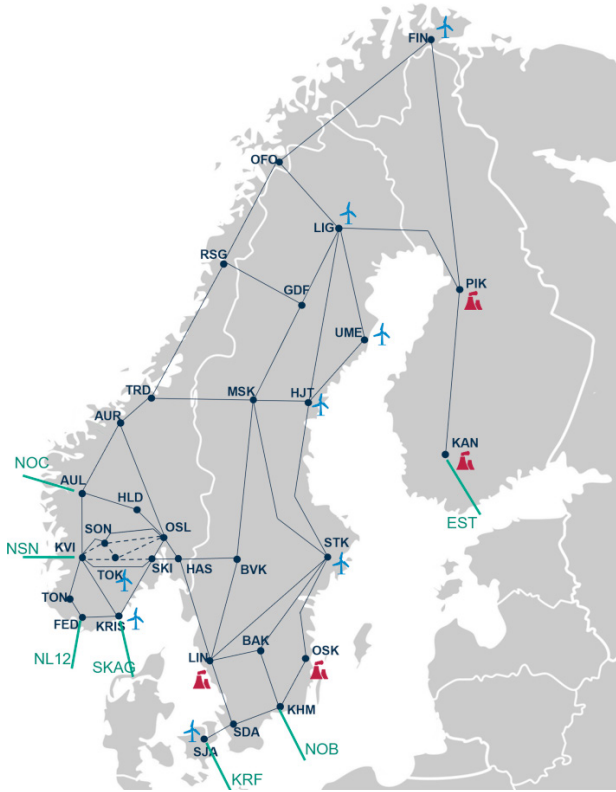 FIN
OFO
LIG
RSG
GDF
PIK
UME
TRD
MSK
HJT
AUR
KAN
NOC
AUL
HLD
EST
SON
OSL
NSN
KVI
STK
TOK
SKI
HAS
BVK
TON
FED
KRIS
BAK
LIN
OSK
NL12
SKAG
KHM
SDA
NOB
SJA
KRF